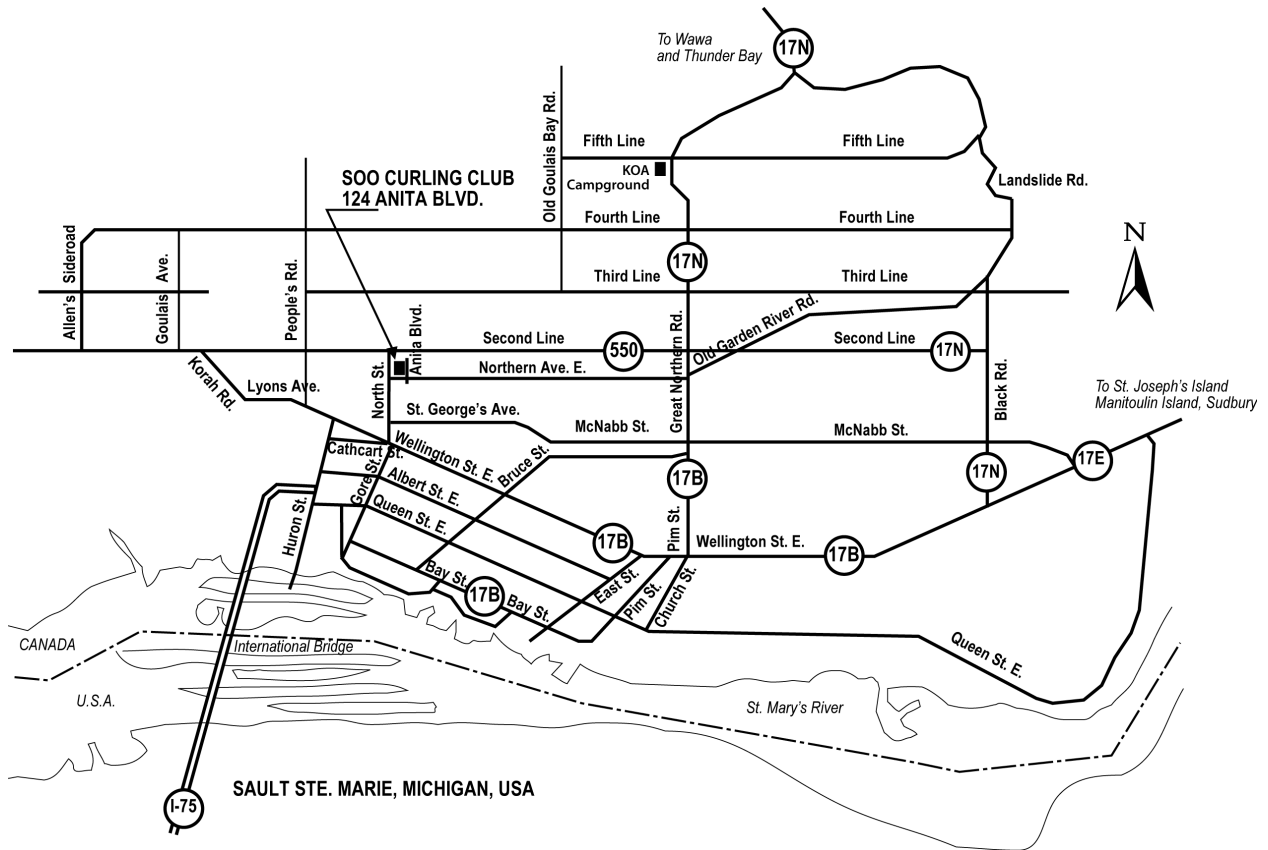 To Wawa
and Thunder Bay
17N
Old Goulais Bay Rd.
Fifth Line
Fifth Line
KOA
Campground
SOO CURLING CLUB
124 ANITA BLVD.
Landslide Rd.
Fourth Line
Fourth Line
Allen's Sideroad
Goulais Ave.
People's Rd.
N
17N
Third Line
Third Line
Anita Blvd.
Great Northern Rd.
Old Garden River Rd.
Second Line
550
Second Line
17N
Northern Ave. E.
Korah Rd.
Lyons Ave.
North St.
Black Rd.
To St. Joseph's Island
Manitoulin Island, Sudbury
St. George's Ave.
McNabb St.
McNabb St.
Cathcart St.
Wellington St. E.
Bruce St.
17E
Gore St.
Albert St. E.
17B
17N
Queen St. E.
Huron St.
17B
Pim St.
Wellington St. E.
17B
Bay St.
17B
Bay St.
East St.
Pim St.
Church St.
CANADA
International Bridge
Queen St. E.
U.S.A.
St. Mary's River
SAULT STE. MARIE, MICHIGAN, USA
I-75